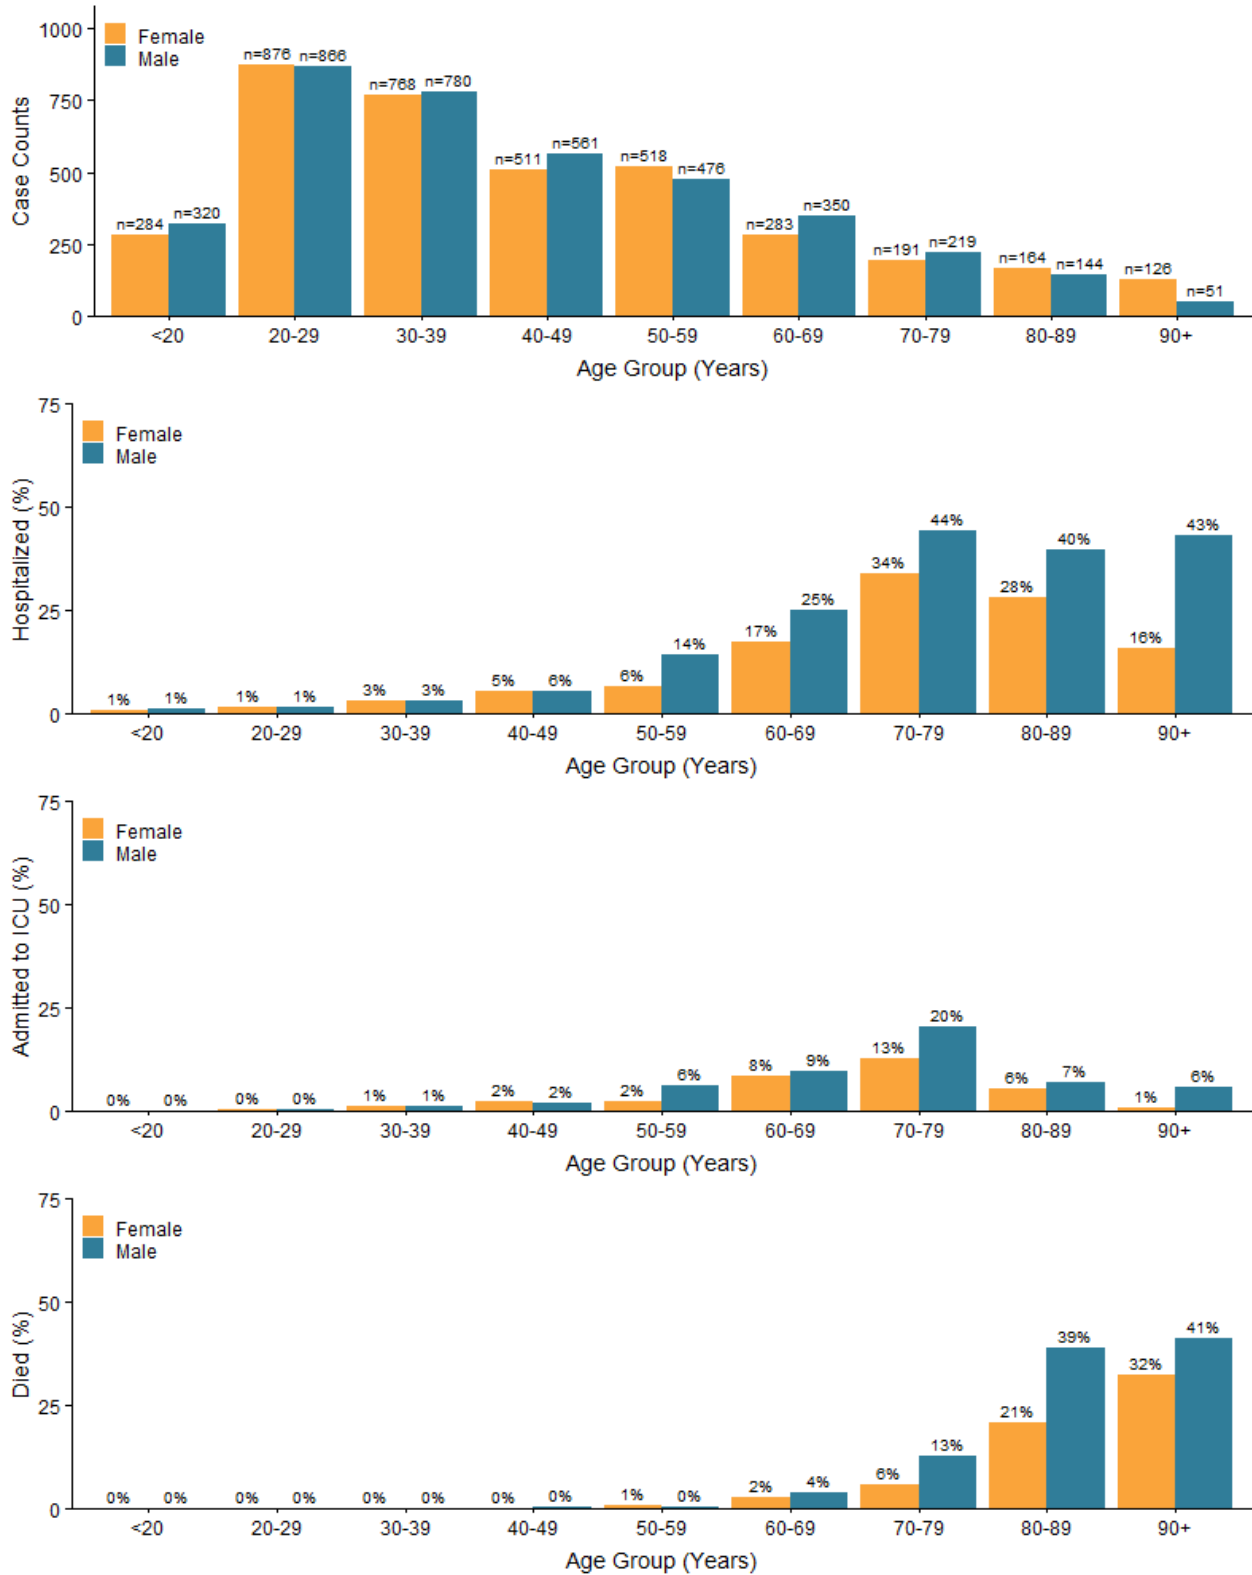 1000
Female
Male
n=876 n=866
n=768 n=780
750
n=561
n=511
n=518
n=476
500
n=350
n=284 n=320
n=283
n=191 n=219
n=164 n=144
n=126
n=51
250
0
Case Counts
<20 20-29 30-39 40-49 50-59 60-69 70-79 80-89 90+
Age Group (Years)
75
Female
Male
50
44%
40%
43%
34%
28%
25%
25%
17%
16%
14%
1% 1% 1% 1% 3% 3% 5% 6% 6%
0
Hospitalized (%)
<20 20-29 30-39 40-49 50-59 60-69 70-79 80-89 90+
Age Group (Years)
75
Female
Male
50
25
20%
13%
0% 0% 0% 0% 1% 1% 2% 2% 2% 6% 8% 9% 6% 7% 1% 6%
0
Admitted to ICU (%)
<20 20-29 30-39 40-49 50-59 60-69 70-79 80-89 90+
Age Group (Years)
75
Female
Male
50
39%
41%
32%
25
21%
13%
0% 0% 0% 0% 0% 0% 0% 0% 1% 0% 2% 4% 6%
0
Died (%)
<20 20-29 30-39 40-49 50-59 60-69 70-79 80-89 90+
Age Group (Years)